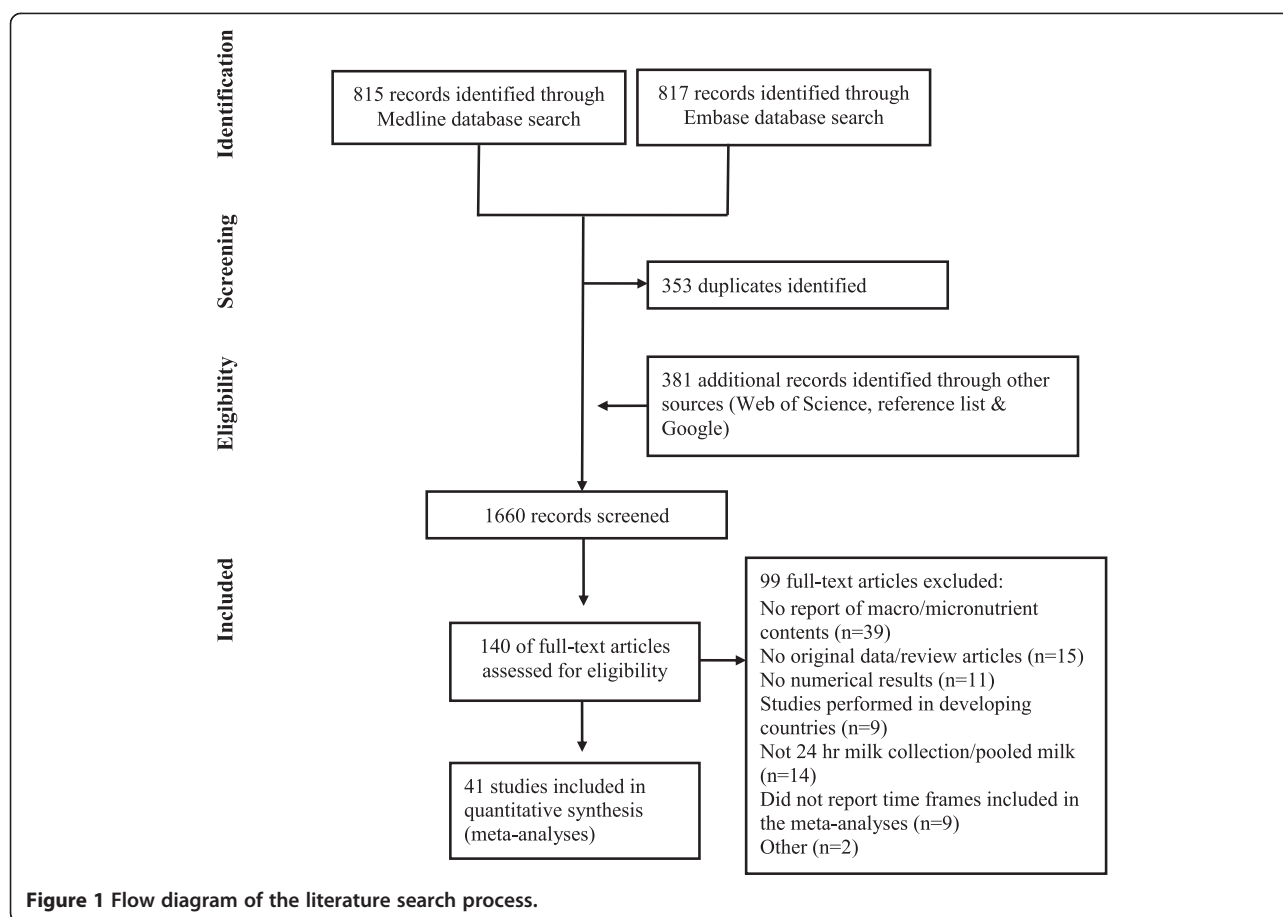 Identification
815 records identified through
Medline database search
817 records identified through
Embase database search
Screening
353 duplicates identified
Eligibility
381 additional records identified through other
sources (Web of Science, reference list &
Google)
1660 records screened
Included
140 of full-text articles
assessed for eligibility
99 full-text articles excluded:
No report of macro/micronutrient
contents (n=39)
No original data/review articles (n=15)
No numerical results (n=11)
Studies performed in developing
countries (n=9)
Not 24 hr milk collection/pooled milk
(n=14)
Did not report time frames included in
the meta-analyses (n=9)
Other (n=2)
41 studies included in
quantitative synthesis
(meta-analyses)
Figure 1 Flow diagram of the literature search process.